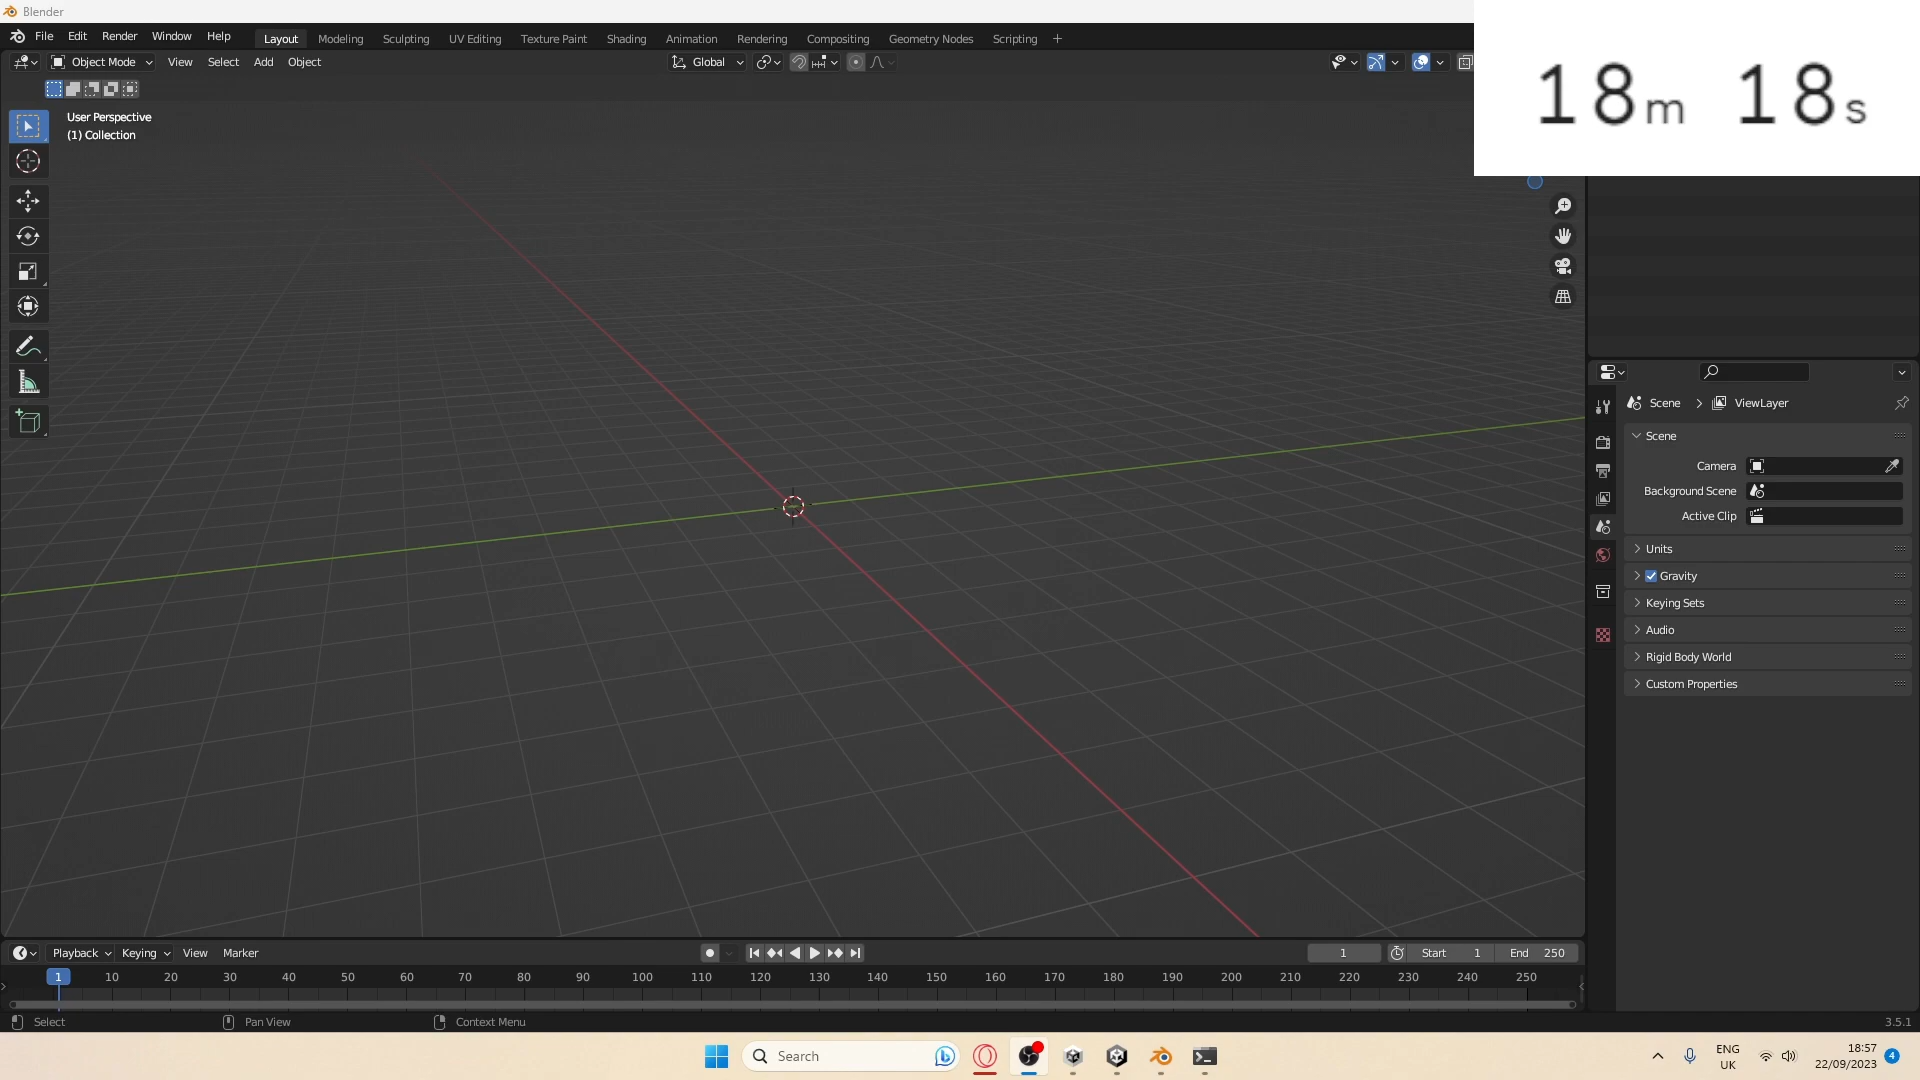 Blender
File Edit Render Window Help Layout Modeling Sculpting UV Editing Texture Paint Shading Animation Rendering Compositing Geometry Nodes Scripting +
Object Mode View Select Add Object Global
18m 18s
User Perspective
(1) Collection
Scene > ViewLayer
Scene
Camera
Background Scene
Active Clip
Units
Gravity
Keying Sets
Audio
Rigid Body World
Custom Properties
Playback Keying View Marker 1 Start 1 End 250
1 10 20 30 40 50 60 70 80 90 100 110 120 130 140 150 160 170 180 190 200 210 220 230 240 250
Select Pan View Context Menu 3.5.1
Search
ENG
UK
18:57
22/09/2023
4